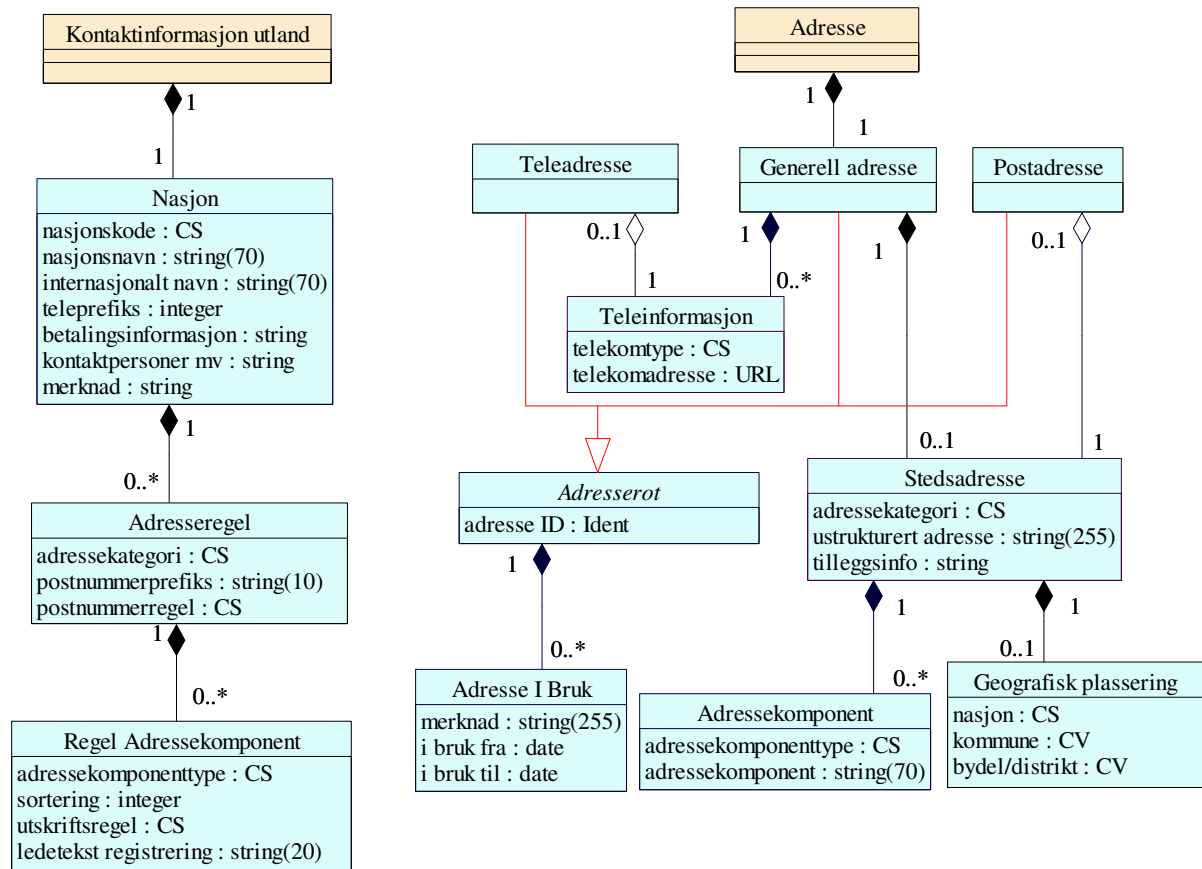 Kontaktinformasjon utland
1
1
Nasjon
nasjonskode : CS
nasjonsnavn : string(70)
internasjonalt navn : string(70)
teleprefiks : integer
betalingsinformasjon : string
kontaktpersoner mv : string
merknad : string
1
0..*
Adresseregel
adressekategori : CS
postnummerprefiks : string(10)
postnummerregel : CS
1
0..*
Regel Adressekomponent
adressekomponenttype : CS
sortering : integer
utskriftsregel : CS
ledetekst registrering : string(20)
Adresse
1
1
Teleadresse
Generell adresse
Postadresse
0..1
1
1
0..1
1
0..*
Teleinformasjon
telekomtype : CS
telekomadresse : URL
0..1
1
Adresserot
adresse ID : Ident
1
0..*
Adresse I Bruk
merknad : string(255)
i bruk fra : date
i bruk til : date
Stedsadresse
adressekategori : CS
ustrukturert adresse : string(255)
tilleggsinfo : string
1
1
0..*
0..1
Adressekomponent
adressekomponenttype : CS
adressekomponent : string(70)
Geografisk plassering
nasjon : CS
kommune : CV
bydel/distrikt : CV